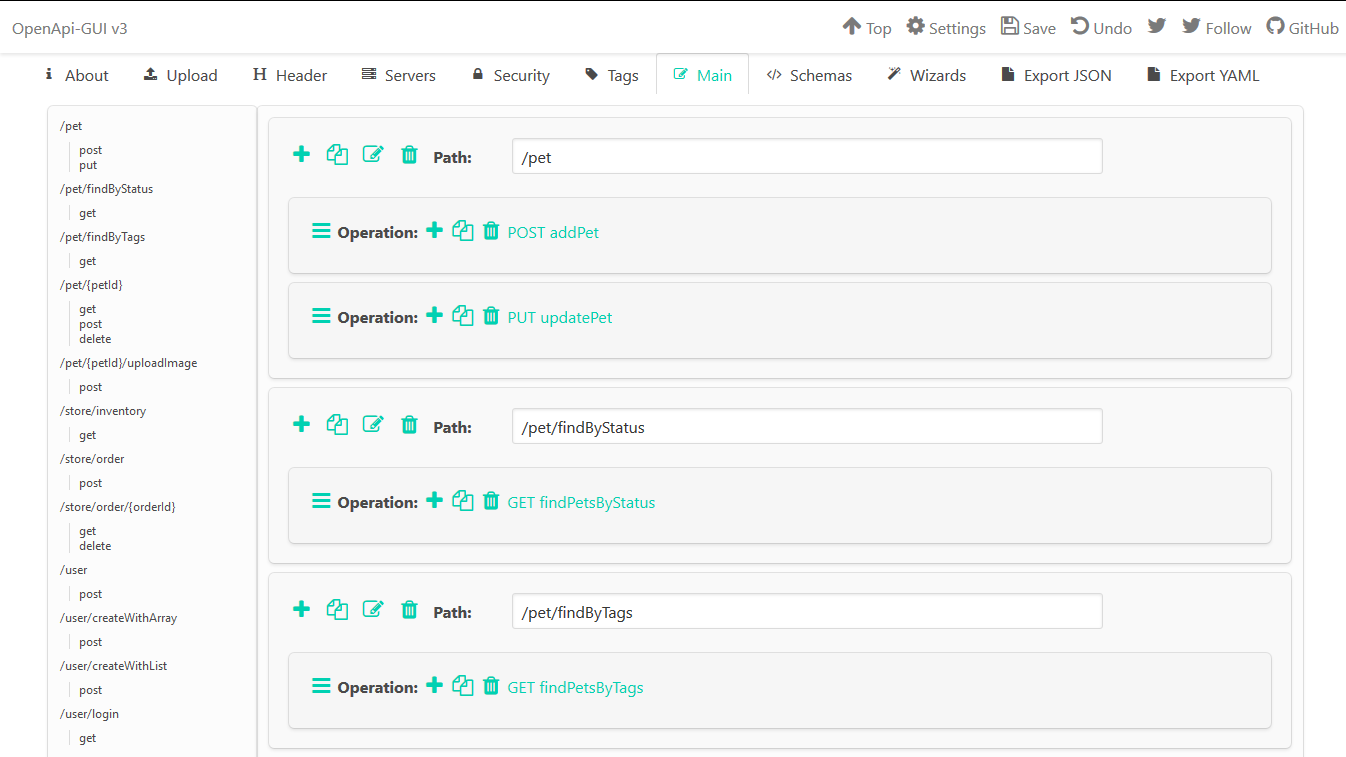 OpenApi-GUI v3
Top Settings Save Undo Follow GitHub
About Upload Header Servers Security Tags Main Schemas Wizards Export JSON Export YAML
/pet
post
put
/pet/findByStatus
get
/pet/findByTags
get
/pet/{petId}
get
post
delete
/pet/{petId}/uploadImage
post
/store/inventory
get
/store/order
post
/store/order/{orderId}
get
delete
/user
post
/user/createWithArray
post
/user/createWithList
post
/user/login
get
Path: /pet
Operation: POST addPet
Operation: PUT updatePet
Path: /pet/findByStatus
Operation: GET findPetsByStatus
Path: /pet/findByTags
Operation: GET findPetsByTags